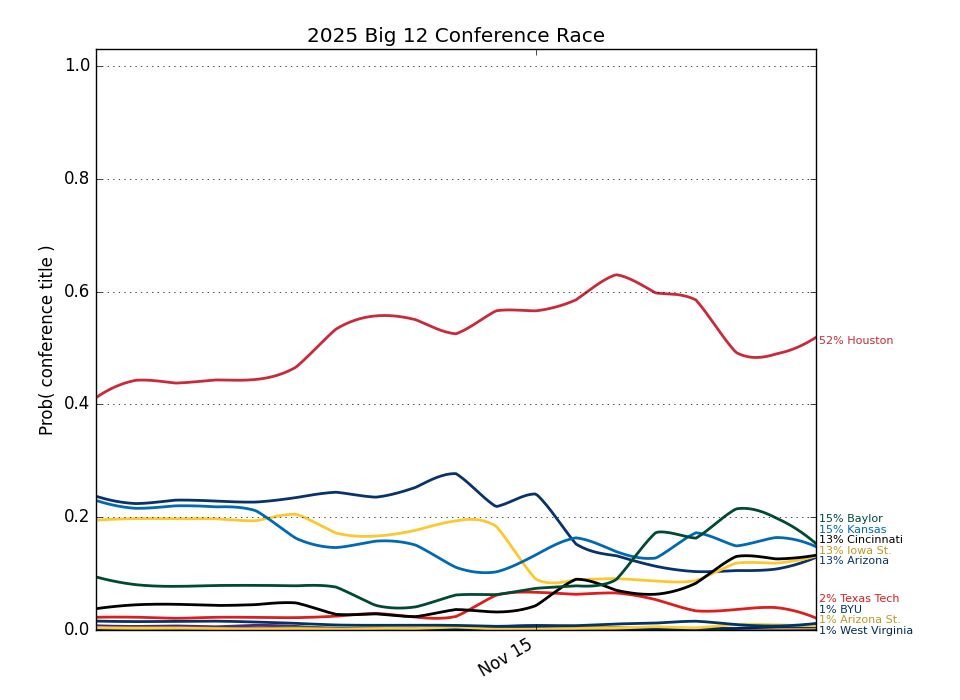 2025 Big 12 Conference Race
1.0
0.8
0.6
0.4
0.2
0.0
Prob( conference title )
Nov 15
52% Houston
15% Baylor
15% Kansas
13% Cincinnati
13% Iowa St.
13% Arizona
2% Texas Tech
1% BYU
1% Arizona St.
1% West Virginia